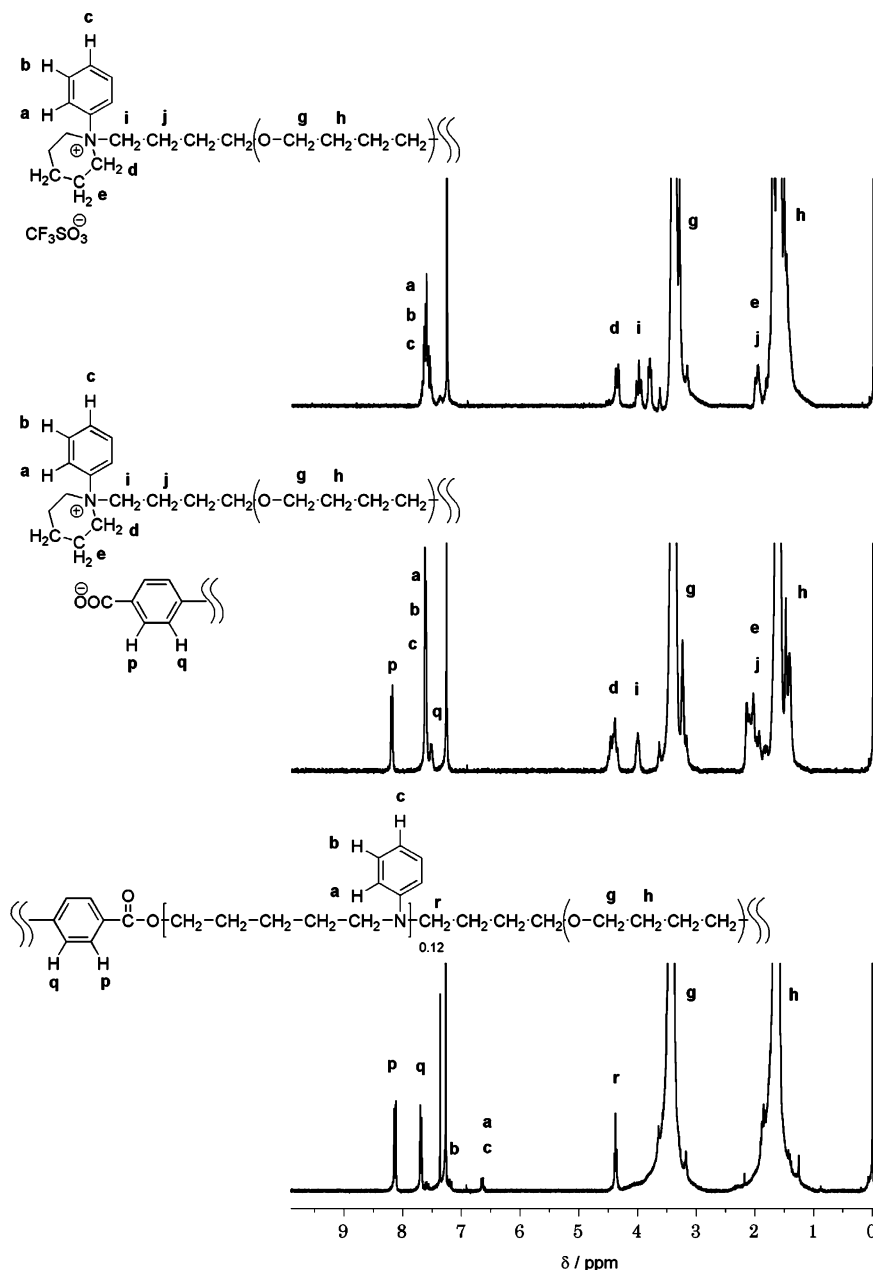 c
H
b H
a H
i j g h
N CH2-CH2-CH2-CH2 (O-CH2-CH2-CH2-CH2)
⊕
H2C CH2 d
C
H2 e
⊖
CF3SO3
g
h
a
b
c
d i
e
j
c
H
b H
a H
i j g h
N CH2-CH2-CH2-CH2 (O-CH2-CH2-CH2-CH2)
⊕
H2C CH2 d
C
H2 e
⊖
OOC
H H
p q
a
b
c
p
q
d i
g
e
j
h
c
H
b H
a H
r g h
O
C-O [CH2-CH2-CH2-CH2-CH2-CH2-N]0.12 CH2-CH2-CH2-CH2 (O-CH2-CH2-CH2-CH2)
H H
q p
g
h
p q
b
a
c
r
9 8 7 6 5 4 3 2 1 0
δ / ppm